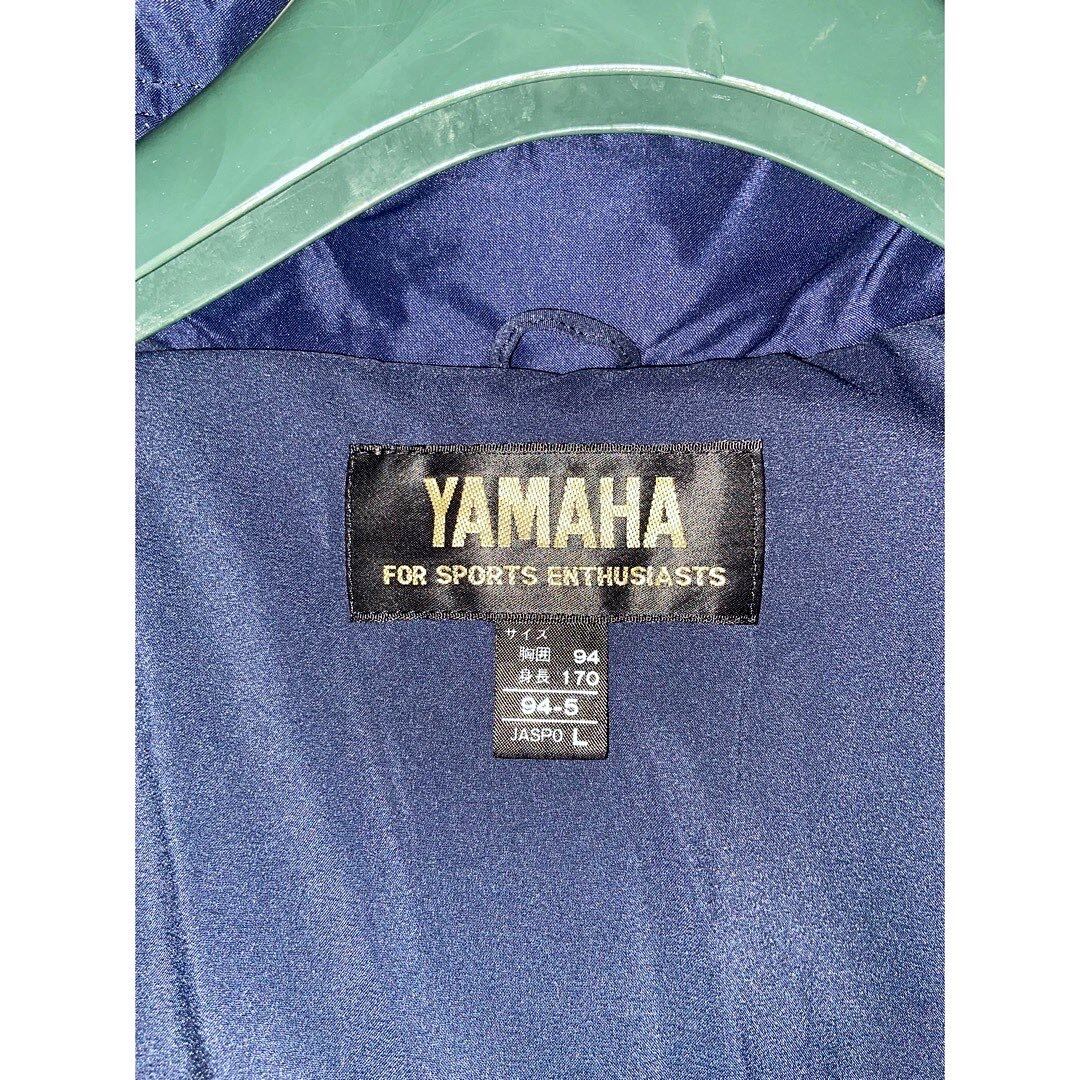 YAMAHA
FOR SPORTS ENTHUSIASTS
サイズ
胸囲 94
身長 170
94-5
JASPO L